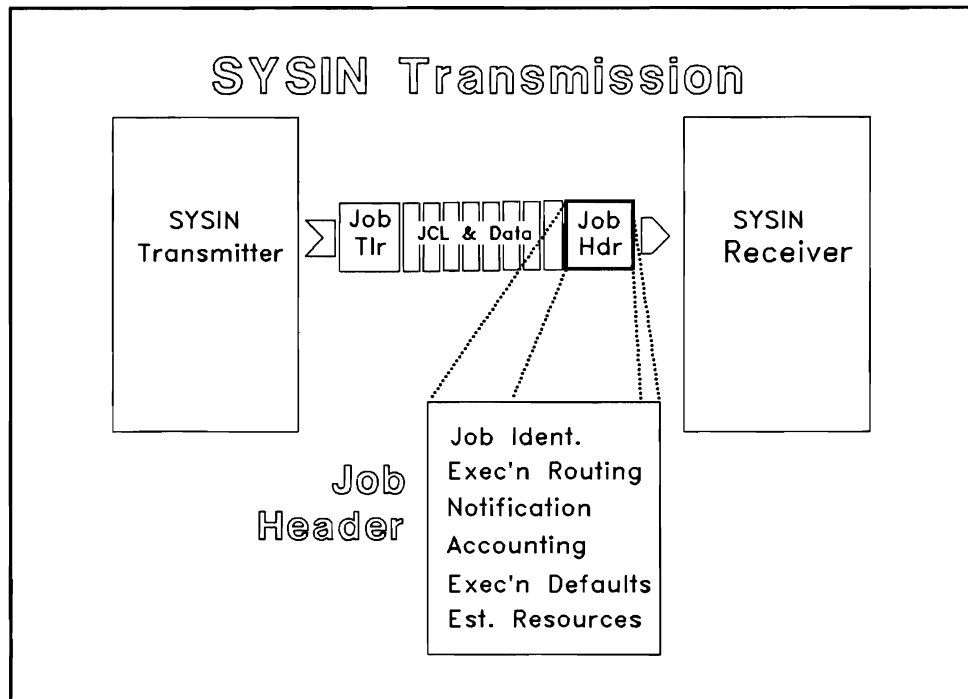 SYSIN Transmission
SYSIN
Transmitter
Job
Tlr
JCL & Data
Job
Hdr
SYSIN
Receiver
Job
Header
Job Ident.
Exec'n Routing
Notification
Accounting
Exec'n Defaults
Est. Resources